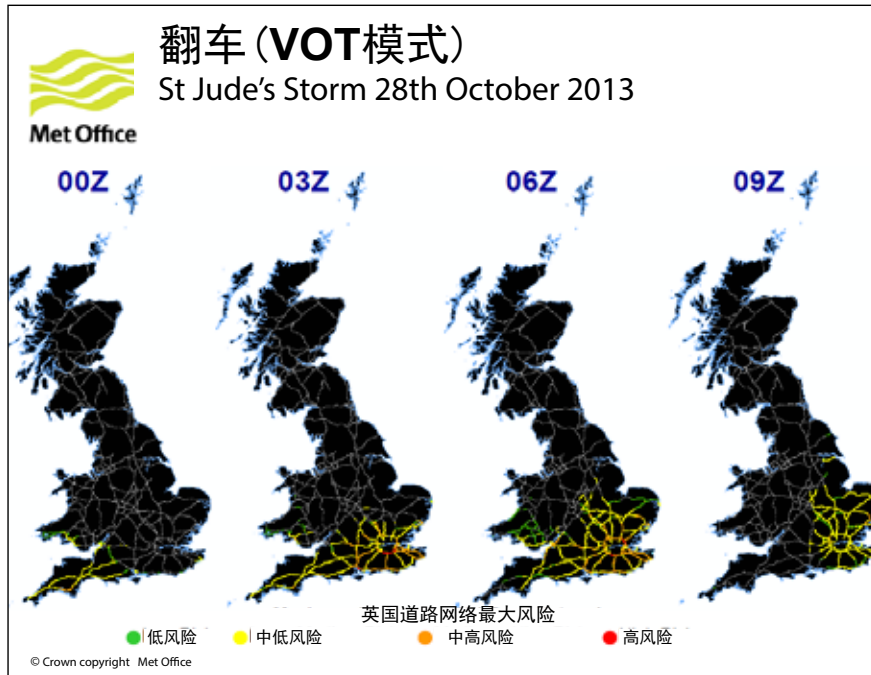 翻车(VOT模式)
St Jude's Storm 28th October 2013
Met Office
00Z 03Z 06Z 09Z
英国道路网络最大风险
低风险 中低风险 中高风险 高风险
© Crown copyright Met Office